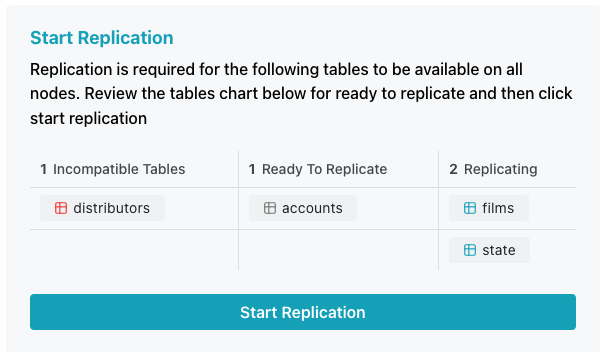 Start Replication
Replication is required for the following tables to be available on all
nodes. Review the tables chart below for ready to replicate and then click
start replication
1 Incompatible Tables 1 Ready To Replicate 2 Replicating
distributors accounts films
state
Start Replication